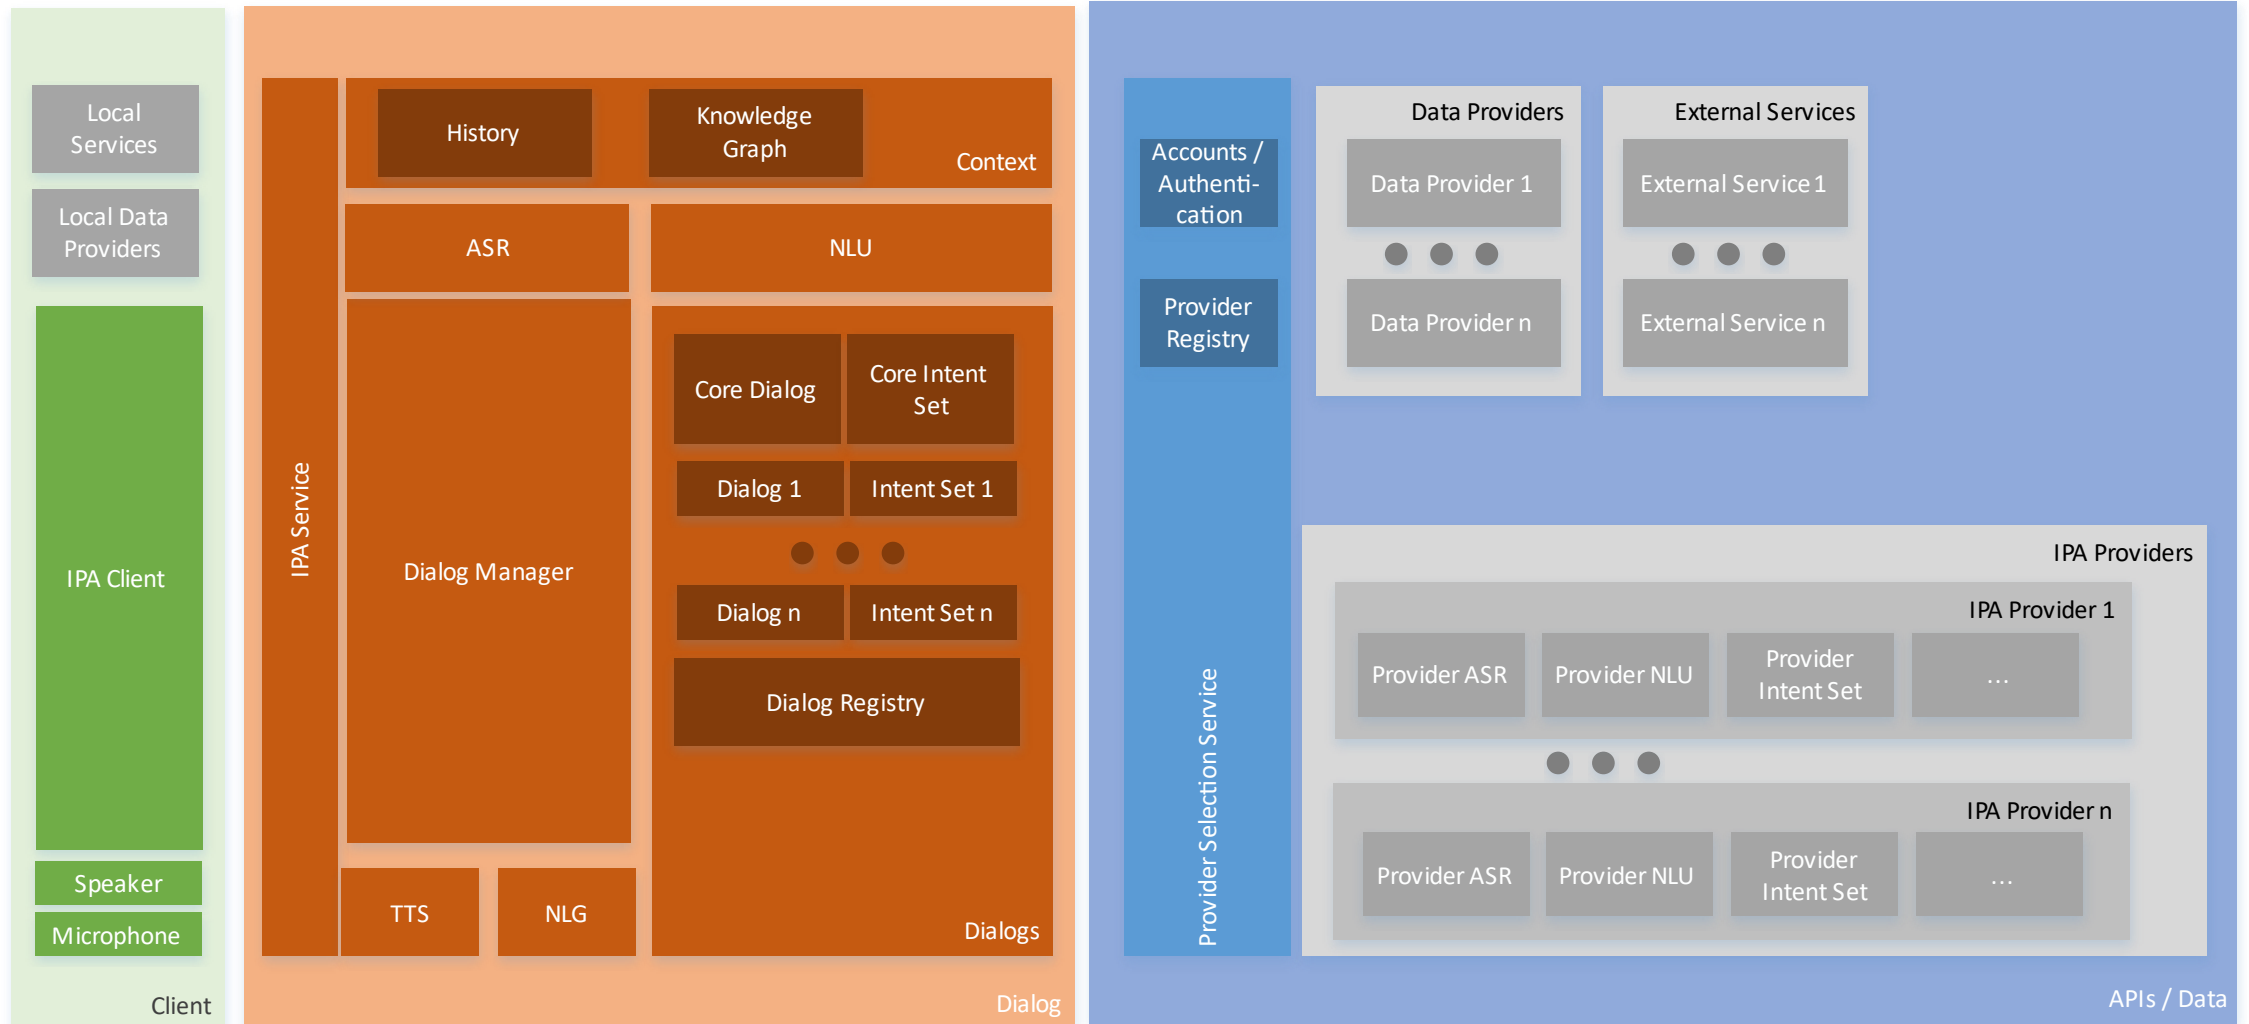 Local
Services
Local Data
Providers
IPA Client
Speaker
Microphone
Client
IPA Service
History
Knowledge
Graph
Context
ASR
NLU
Dialog Manager
Core Dialog
Core Intent
Set
Dialog 1
Intent Set 1
Dialog n
Intent Set n
Dialog Registry
TTS
NLG
Dialogs
Dialog
Provider Selection Service
Accounts /
Authenti-
cation
Provider
Registry
Data Providers
Data Provider 1
Data Provider n
External Services
External Service 1
External Service n
IPA Providers
IPA Provider 1
Provider ASR
Provider NLU
Provider
Intent Set
...
IPA Provider n
Provider ASR
Provider NLU
Provider
Intent Set
...
APIs / Data